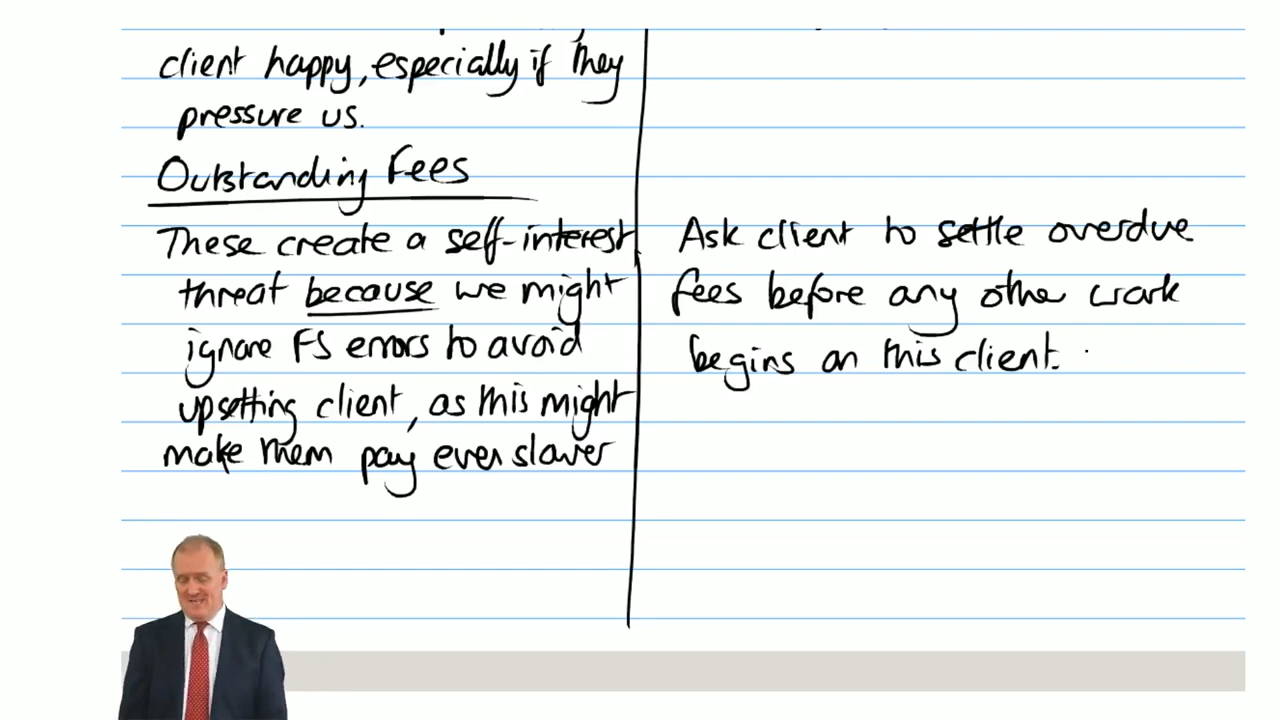 client happy, especially if they
pressure us.
Outstanding Fees
These create a self-interest
threat because we might
ignore FS errors to avoid
upsetting client, as this might
make them pay even slower
Ask client to settle overdue
fees before any other work
begins on this client.